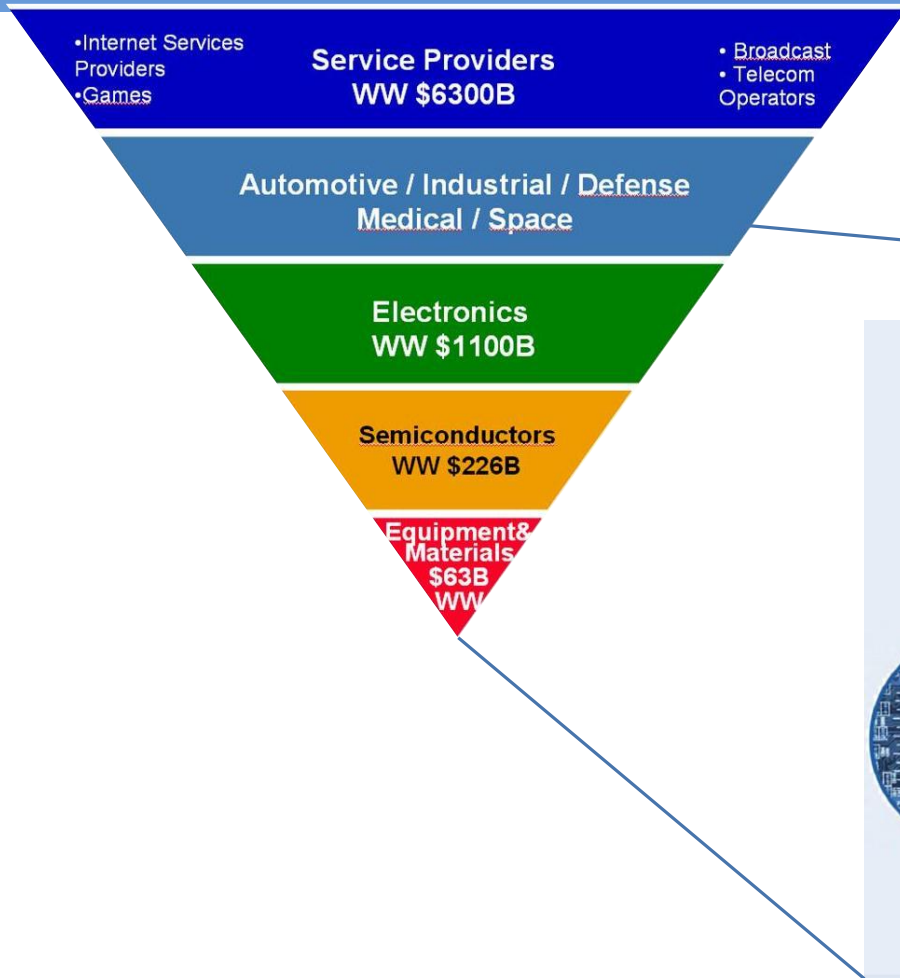 •Internet Services
Providers
•Games
Service Providers
WW $6300B
• Broadcast
• Telecom
Operators
Automotive / Industrial / Defense
Medical / Space
Electronics
WW $1100B
Semiconductors
WW $226B
Equipment&
Materials
$63B
WW